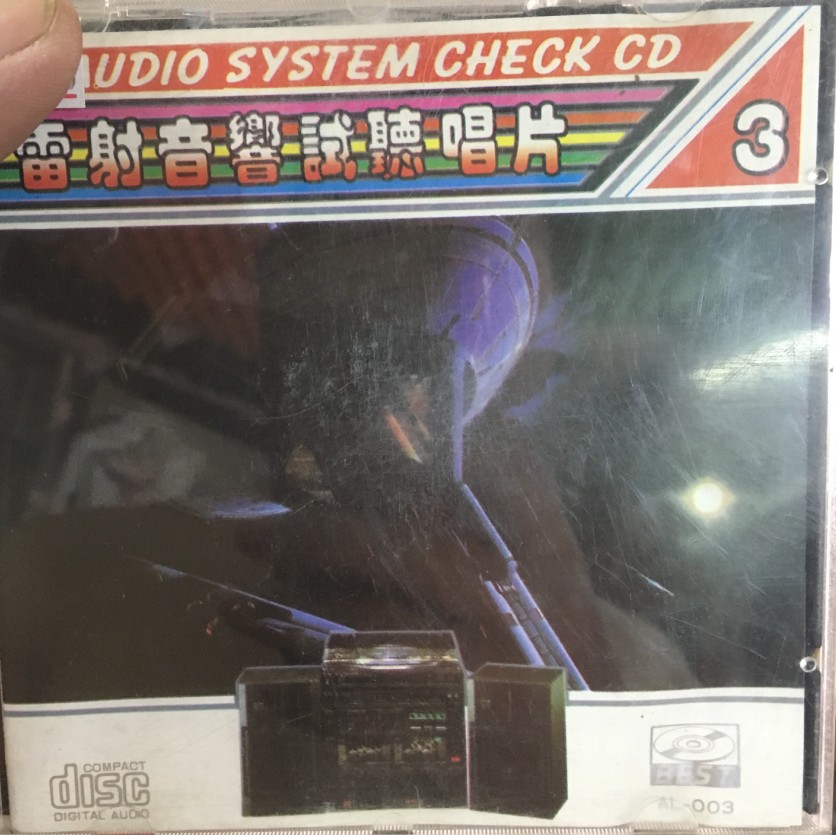 AUDIO SYSTEM CHECK CD
雷射音響試聽唱片
3
COMPACT
disc
DIGITAL AUDIO
BEST
AL-003